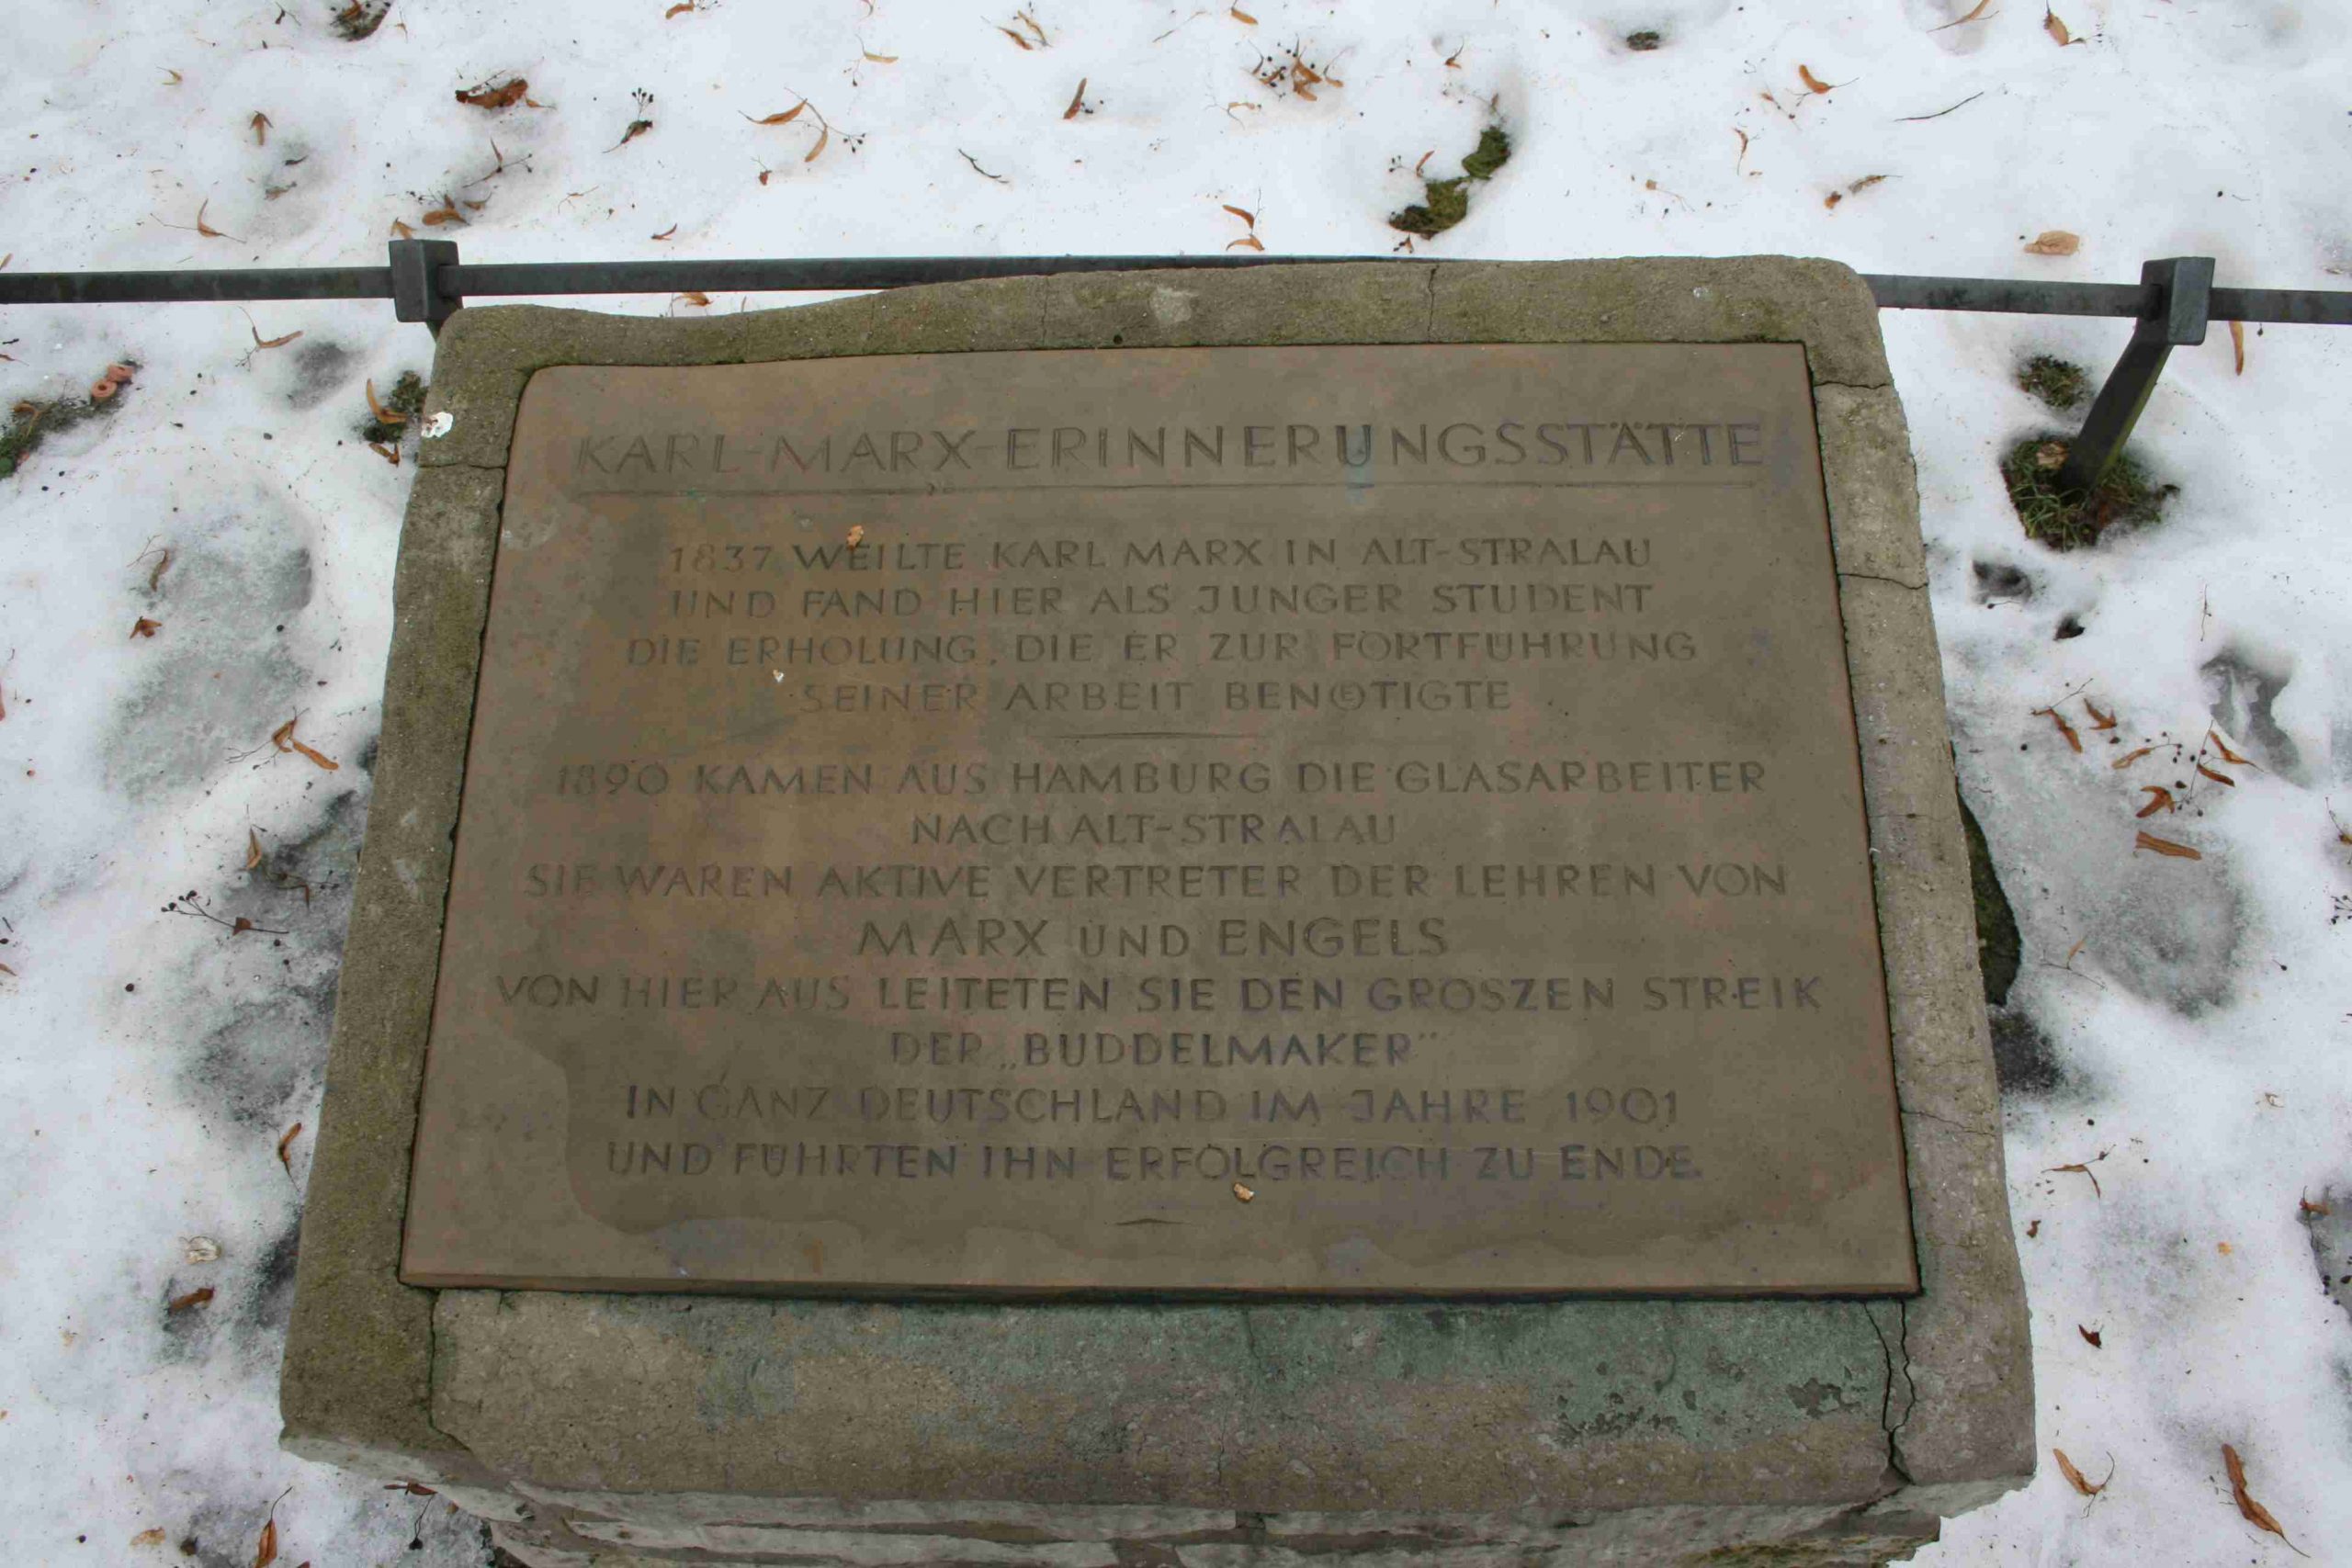 KARL-MARX-ERINNERUNGSSTÄTTE
1837 WEILTE KARL MARX IN ALT-STRALAU
UND FAND HIER ALS JUNGER STUDENT
DIE ERHOLUNG, DIE ER ZUR FORTFÜHRUNG
SEINER ARBEIT BENÖTIGTE
1890 KAMEN AUS HAMBURG DIE GLASARBEITER
NACH ALT-STRALAU
SIE WAREN AKTIVE VERTRETER DER LEHREN VON
MARX UND ENGELS
VON HIER AUS LEITETEN SIE DEN GROSZEN STREIK
DER „BUDDELMAKER"
IN GANZ DEUTSCHLAND IM JAHRE 1901
UND FÜHRTEN IHN ERFOLGREICH ZU ENDE.